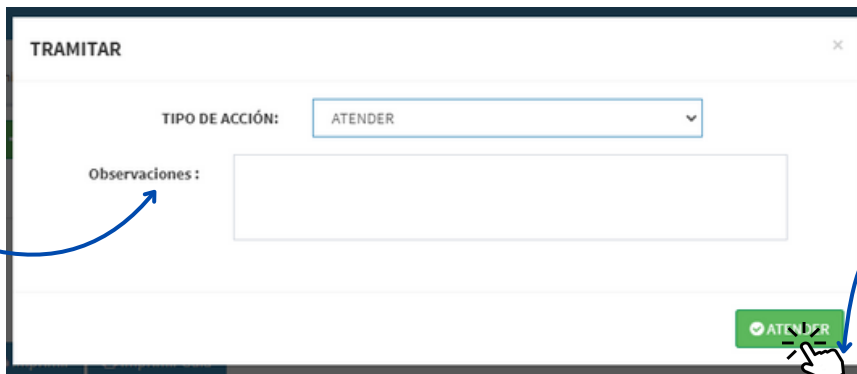 TRAMITAR ×
TIPO DE ACCIÓN: ATENDER
Observaciones :
ATENDER